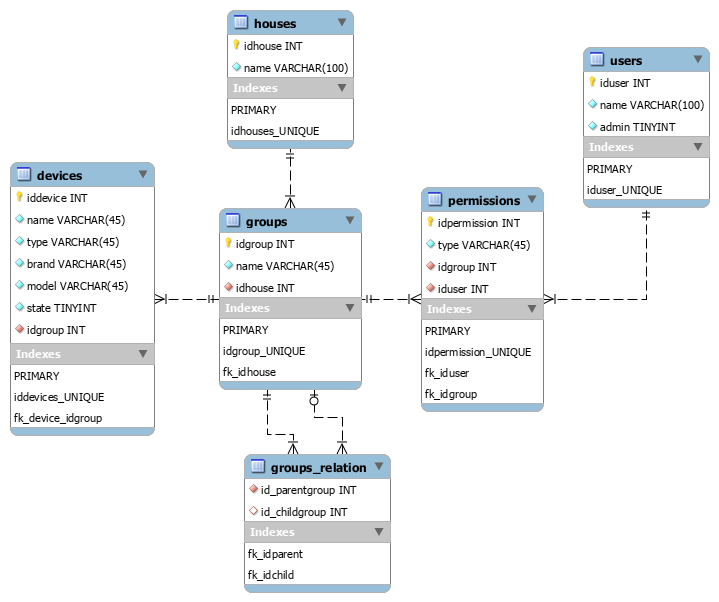 houses
idhouse INT
name VARCHAR(100)
Indexes
PRIMARY
idhouses_UNIQUE
users
iduser INT
name VARCHAR(100)
admin TINYINT
Indexes
PRIMARY
iduser_UNIQUE
devices
iddevice INT
name VARCHAR(45)
type VARCHAR(45)
brand VARCHAR(45)
model VARCHAR(45)
state TINYINT
idgroup INT
Indexes
PRIMARY
iddevices_UNIQUE
fk_device_idgroup
groups
idgroup INT
name VARCHAR(45)
idhouse INT
Indexes
PRIMARY
idgroup_UNIQUE
fk_idhouse
permissions
idpermission INT
type VARCHAR(45)
idgroup INT
iduser INT
Indexes
PRIMARY
idpermission_UNIQUE
fk_iduser
fk_idgroup
groups_relation
id_parentgroup INT
id_childgroup INT
Indexes
fk_idparent
fk_idchild